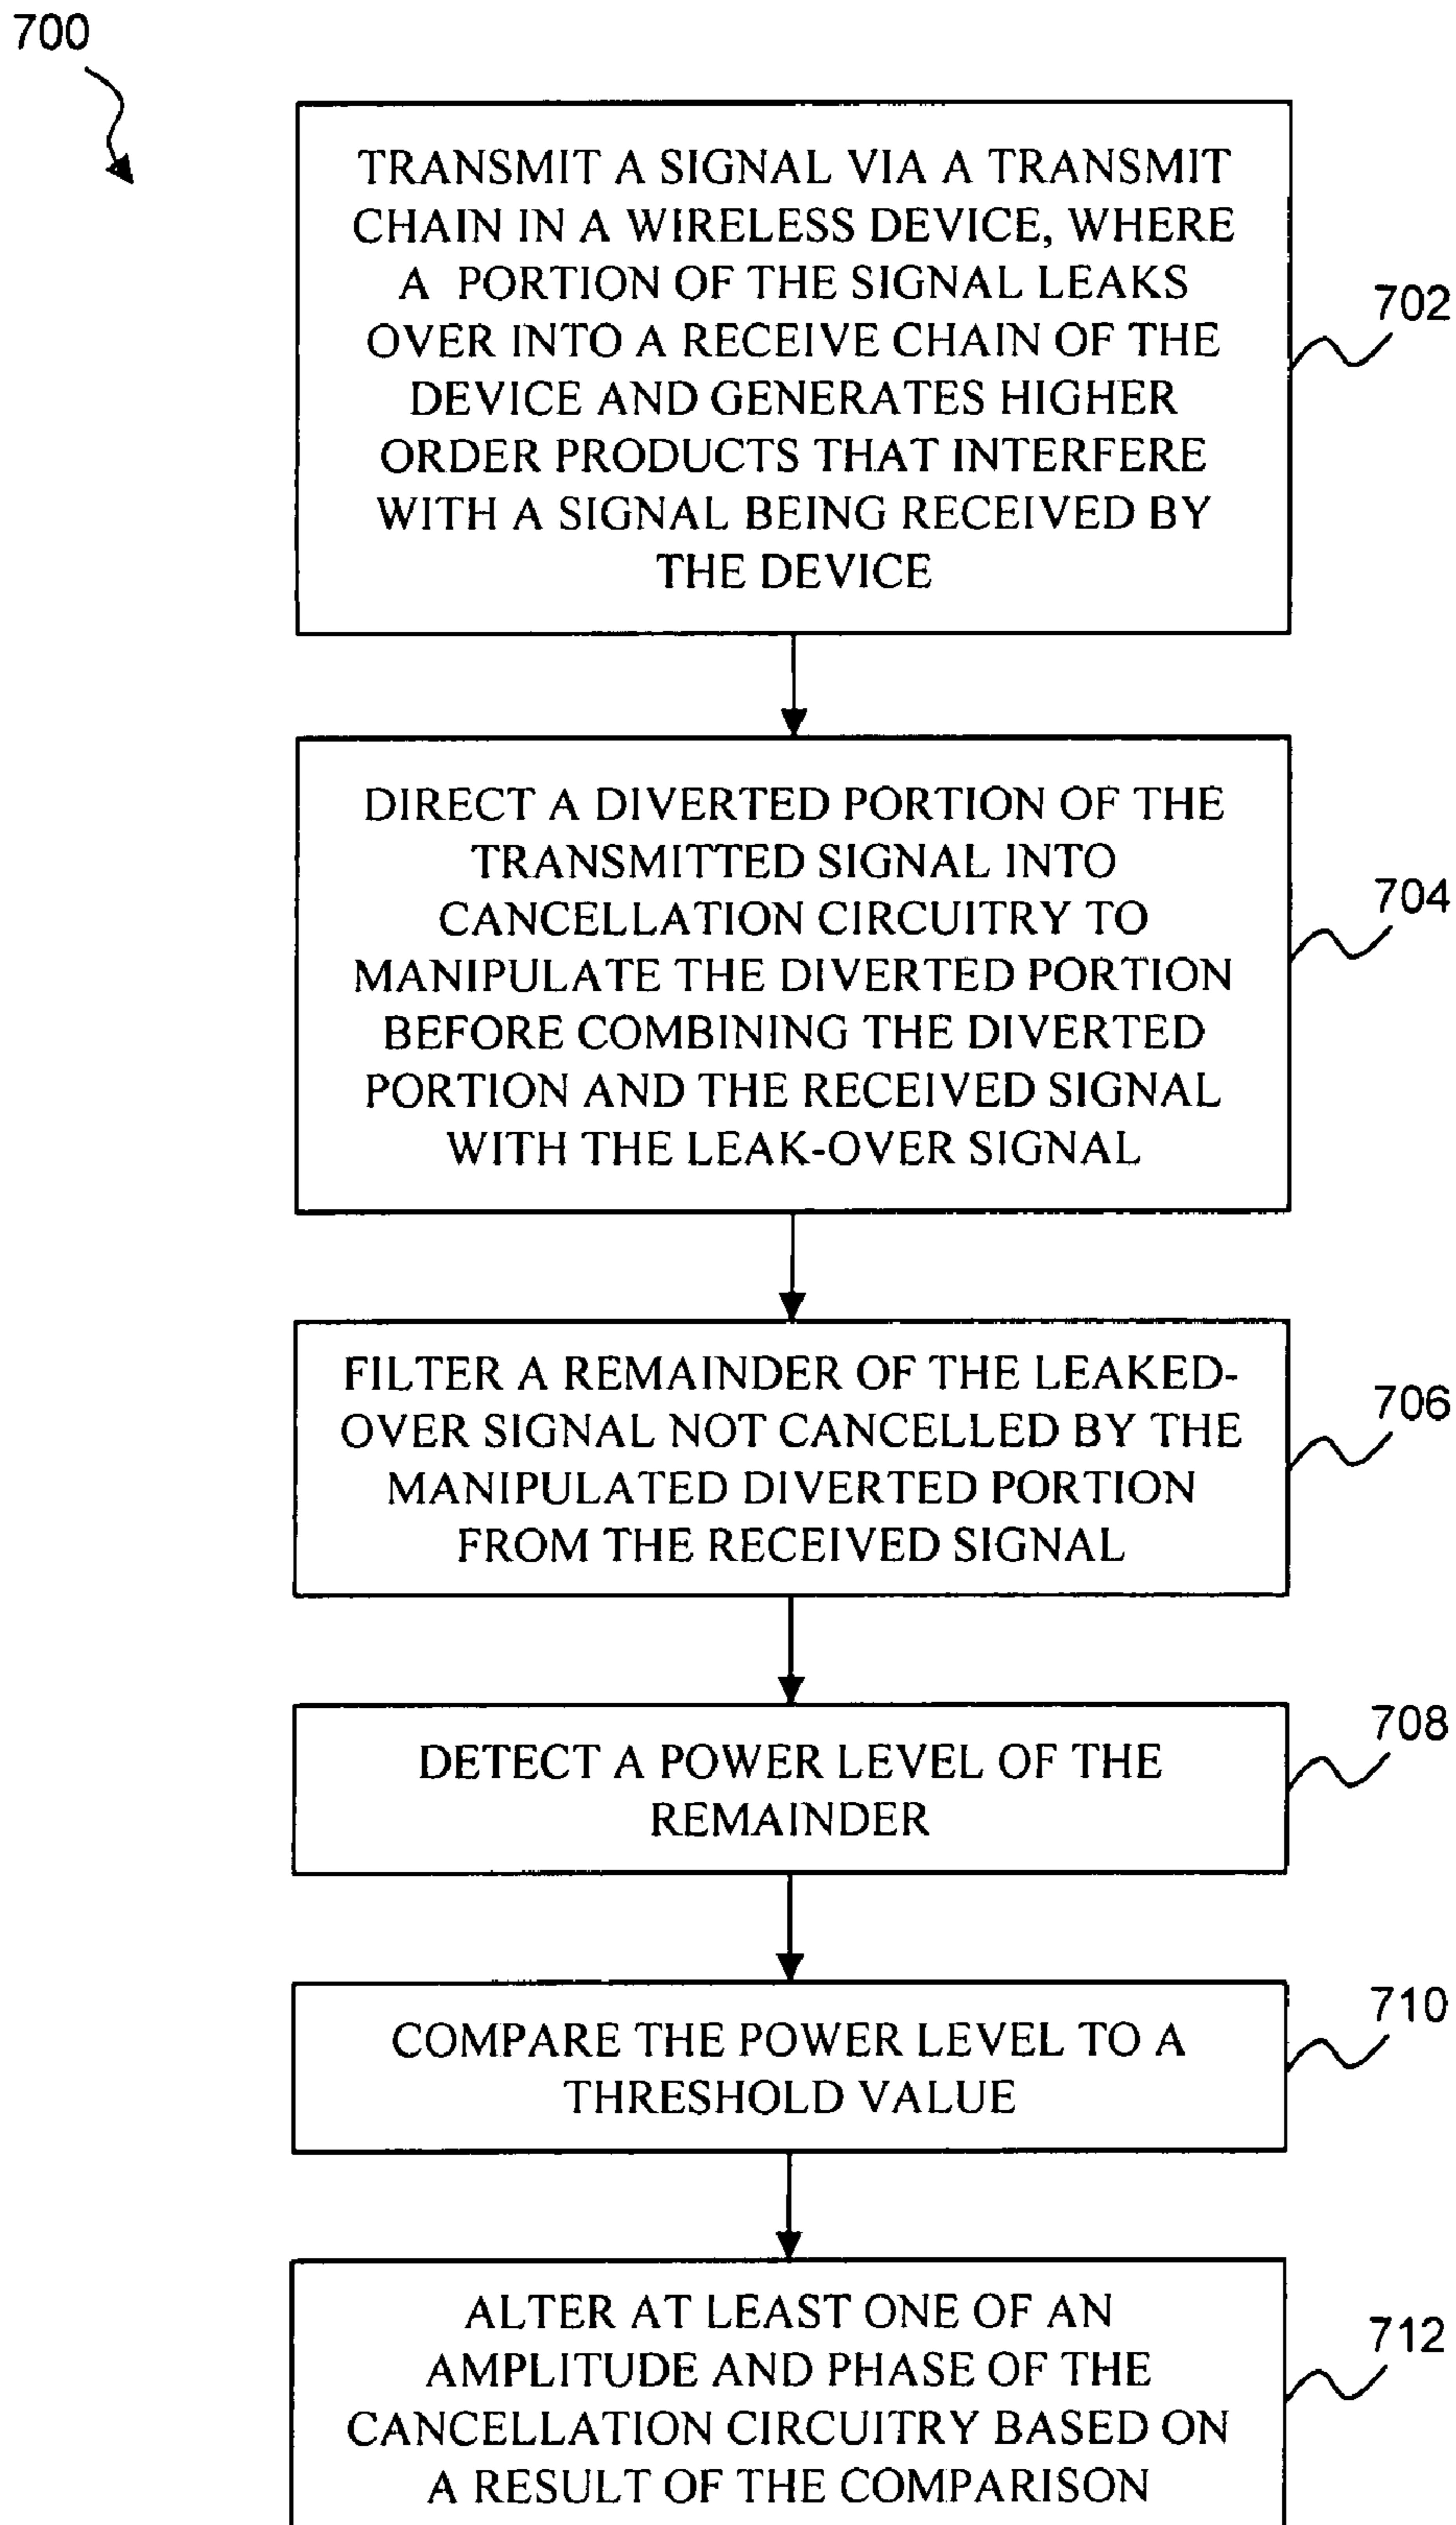 700
TRANSMIT A SIGNAL VIA A TRANSMIT
CHAIN IN A WIRELESS DEVICE, WHERE
A PORTION OF THE SIGNAL LEAKS
OVER INTO A RECEIVE CHAIN OF THE
DEVICE AND GENERATES HIGHER
ORDER PRODUCTS THAT INTERFERE
WITH A SIGNAL BEING RECEIVED BY
THE DEVICE
702
DIRECT A DIVERTED PORTION OF THE
TRANSMITTED SIGNAL INTO
CANCELLATION CIRCUITRY TO
MANIPULATE THE DIVERTED PORTION
BEFORE COMBINING THE DIVERTED
PORTION AND THE RECEIVED SIGNAL
WITH THE LEAK-OVER SIGNAL
704
FILTER A REMAINDER OF THE LEAKED-
OVER SIGNAL NOT CANCELLED BY THE
MANIPULATED DIVERTED PORTION
FROM THE RECEIVED SIGNAL
706
DETECT A POWER LEVEL OF THE
REMAINDER
708
COMPARE THE POWER LEVEL TO A
THRESHOLD VALUE
710
ALTER AT LEAST ONE OF AN
AMPLITUDE AND PHASE OF THE
CANCELLATION CIRCUITRY BASED ON
A RESULT OF THE COMPARISON
712